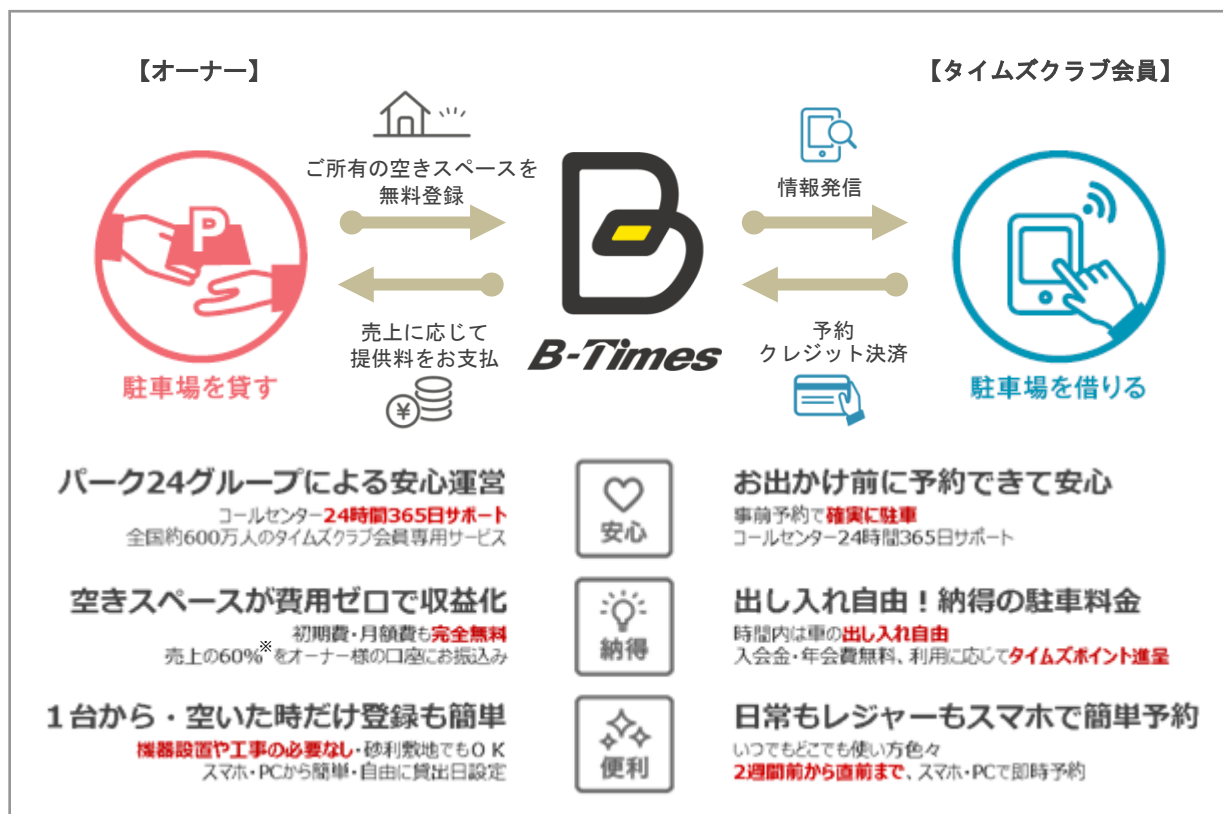 【オーナー】
【タイムズクラブ会員】
ご所有の空きスペースを
無料登録
情報発信
P
B
売上に応じて
提供料をお支払
¥
B-Times
予約
クレジット決済
駐車場を貸す
駐車場を借りる
パーク24グループによる安心運営
コールセンター24時間365日サポート
全国約600万人のタイムズクラブ会員専用サービス
安心
お出かけ前に予約できて安心
事前予約で確実に駐車
コールセンター24時間365日サポート
空きスペースが費用ゼロで収益化
初期費・月額費も完全無料
売上の60%※をオーナー様の口座にお振込み
納得
出し入れ自由！納得の駐車料金
時間内は車の出し入れ自由
入会金・年会費無料、利用に応じてタイムズポイント進呈
1台から・空いた時だけ登録も簡単
機器設置や工事の必要なし・砂利敷地でもOK
スマホ・PCから簡単・自由に貸出日設定
便利
日常もレジャーもスマホで簡単予約
いつでもどこでも使い方色々
2週間前から直前まで、スマホ・PCで即時予約